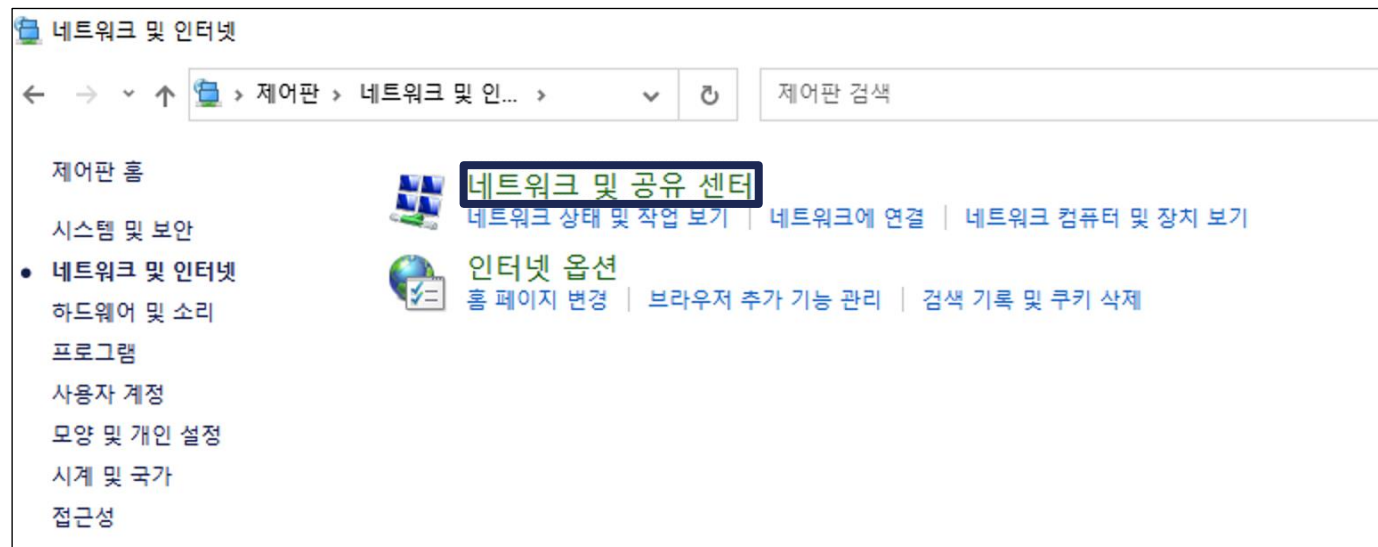 네트워크 및 인터넷
제어판 › 네트워크 및 인... ›
제어판 검색
제어판 홈
시스템 및 보안
• 네트워크 및 인터넷
하드웨어 및 소리
프로그램
사용자 계정
모양 및 개인 설정
시계 및 국가
접근성
네트워크 및 공유 센터
네트워크 상태 및 작업 보기 | 네트워크에 연결 | 네트워크 컴퓨터 및 장치 보기
인터넷 옵션
홈 페이지 변경 | 브라우저 추가 기능 관리 | 검색 기록 및 쿠키 삭제